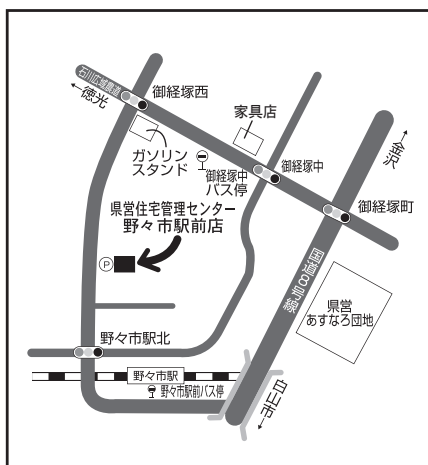 石川広域農道
←徳光
御経塚西
家具店
ガソリン
スタンド
御経塚中
バス停
御経塚中
→金沢
御経塚町
県営住宅管理センター
野々市駅前店
P
国道8号線
県営
あすなろ団地
野々市駅北
野々市駅
野々市駅前バス停
白山市→